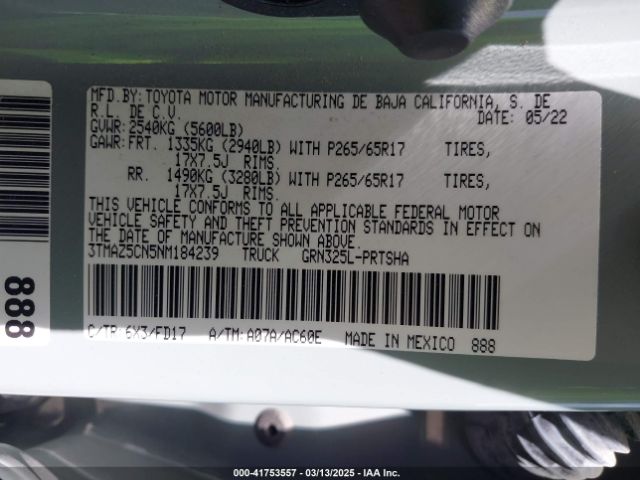 MFD.BY:TOYOTA MOTOR MANUFACTURING DE BAJA CALIFORNIA, S. DE
R.L. DE C.V. DATE: 05/22
GVWR:2540KG (5600LB)
GAWR:FRT. 1335KG (2940LB) WITH P265/65R17 TIRES,
17X7.5J RIMS.
RR. 1490KG (3280LB) WITH P265/65R17 TIRES,
17X7.5J RIMS.
THIS VEHICLE CONFORMS TO ALL APPLICABLE FEDERAL MOTOR
VEHICLE SAFETY AND THEFT PREVENTION STANDARDS IN EFFECT ON
THE DATE OF MANUFACTURE SHOWN ABOVE.
3TMAZ5CN5NM184239 TRUCK GRN325L-PRTSHA
C/TR:6X3/FD17 A/TM:A07A/AC60E MADE IN MEXICO 888
888
000-41753557 - 03/13/2025 - IAA Inc.